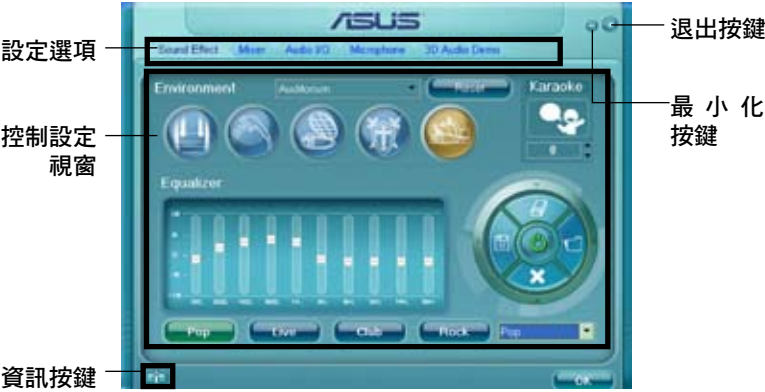 ASUS
退出按鍵
設定選項
Sound Effect Mixer Audio I/O Microphone 3D Audio Demo
Environment Auditorium Reset Karaoke
最小化
按鍵
0
控制設定
視窗
Equalizer
Pop Live Club Rock Pop
資訊按鍵
OK